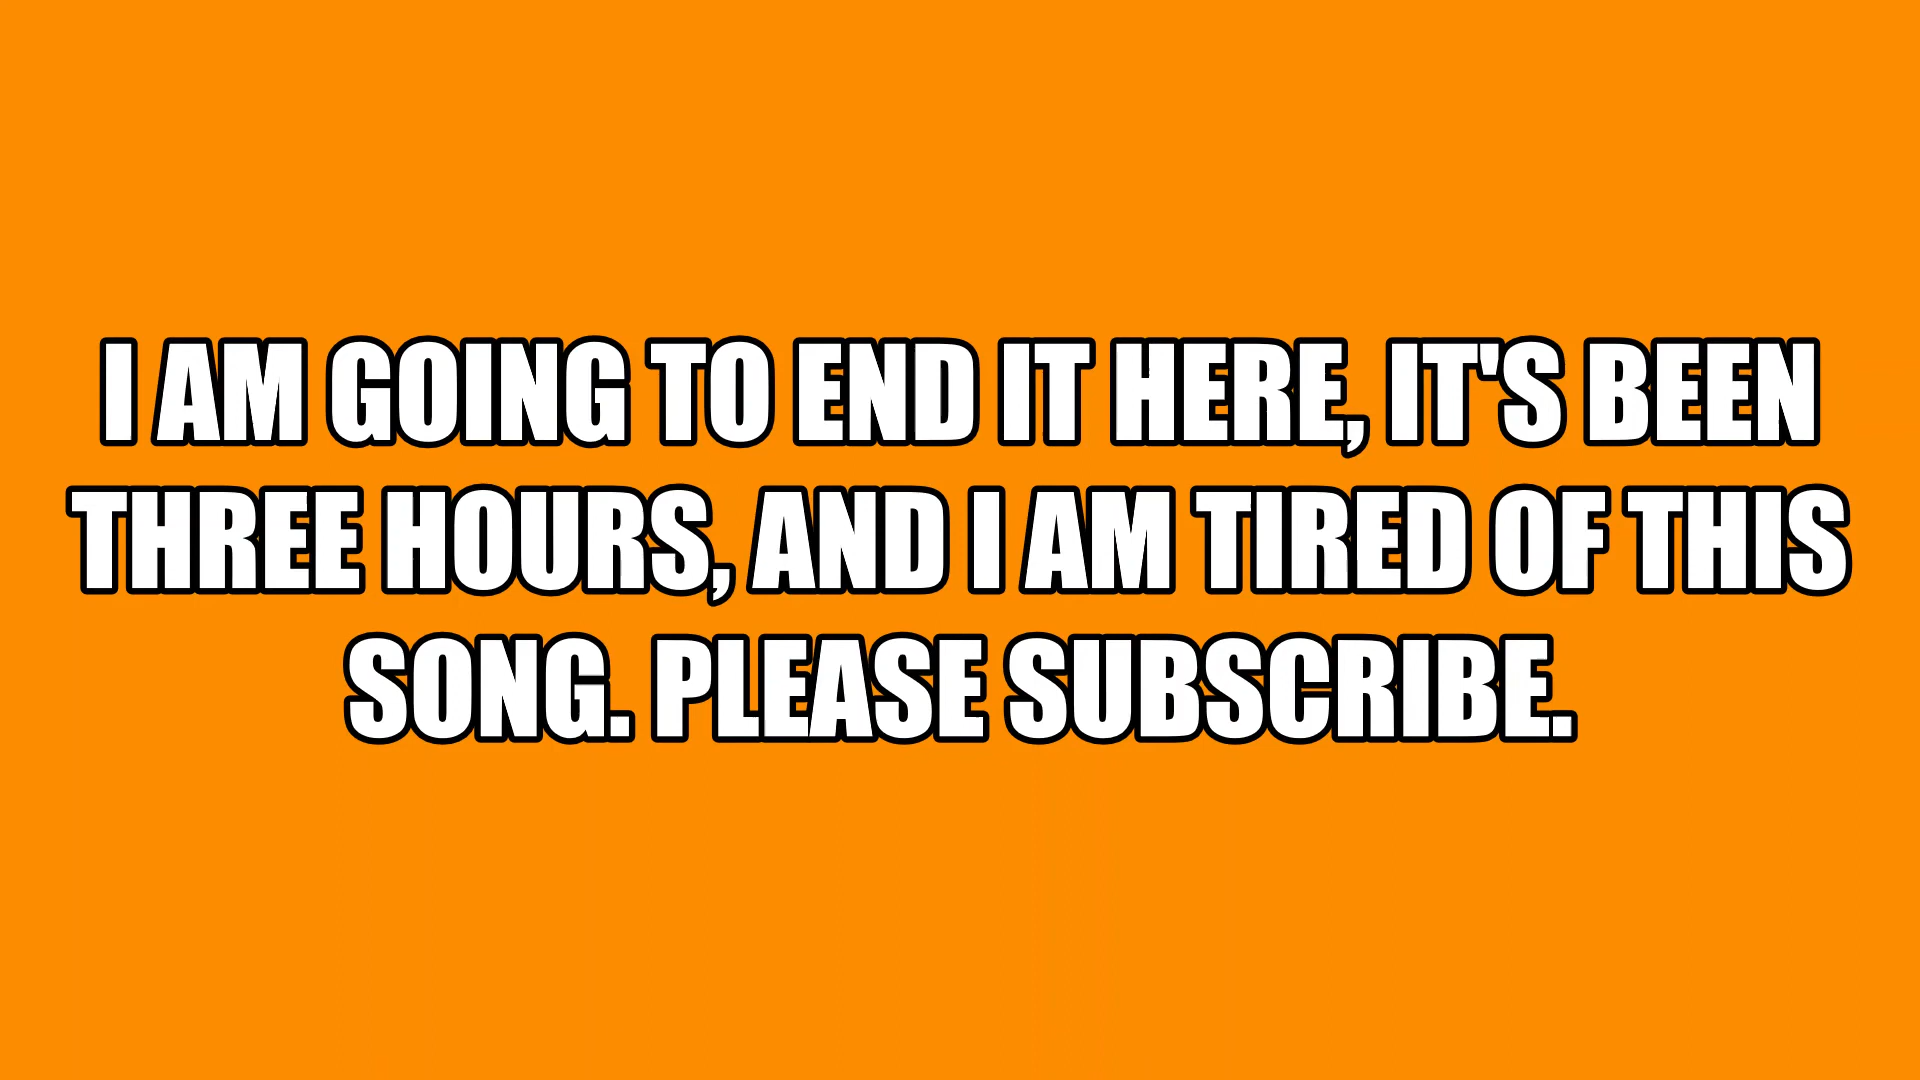 I AM GOING TO END IT HERE, IT'S BEEN
THREE HOURS, AND I AM TIRED OF THIS
SONG. PLEASE SUBSCRIBE.